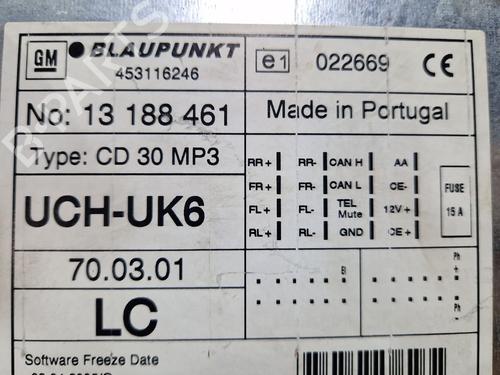 GM BLAUPUNKT
453116246
e1 022669 CE
No: 13 188 461
Made in Portugal
Type: CD 30 MP3
UCH-UK6
70.03.01
LC
RR+ RR- CAN H AA
FR+ FR- CAN L CE-
FL+ FL- TEL Mute 12V+
RL+ RL- GND CE+
FUSE
15 A
Software Freeze Date